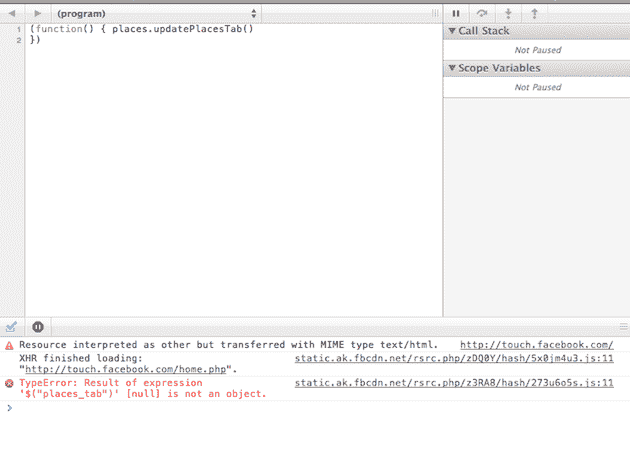 (program)
1 (function() { places.updatePlacesTab()
2 })
Call Stack
Not Paused
Scope Variables
Not Paused
Resource interpreted as other but transferred with MIME type text/html. http://touch.facebook.com/
XHR finished loading: static.ak.fbcdn.net/rsrc.php/zDQ0Y/hash/5x0jm4u3.js:11
"http://touch.facebook.com/home.php".
TypeError: Result of expression static.ak.fbcdn.net/rsrc.php/z3RA8/hash/273u6o5s.js:11
'$("places_tab")' [null] is not an object.